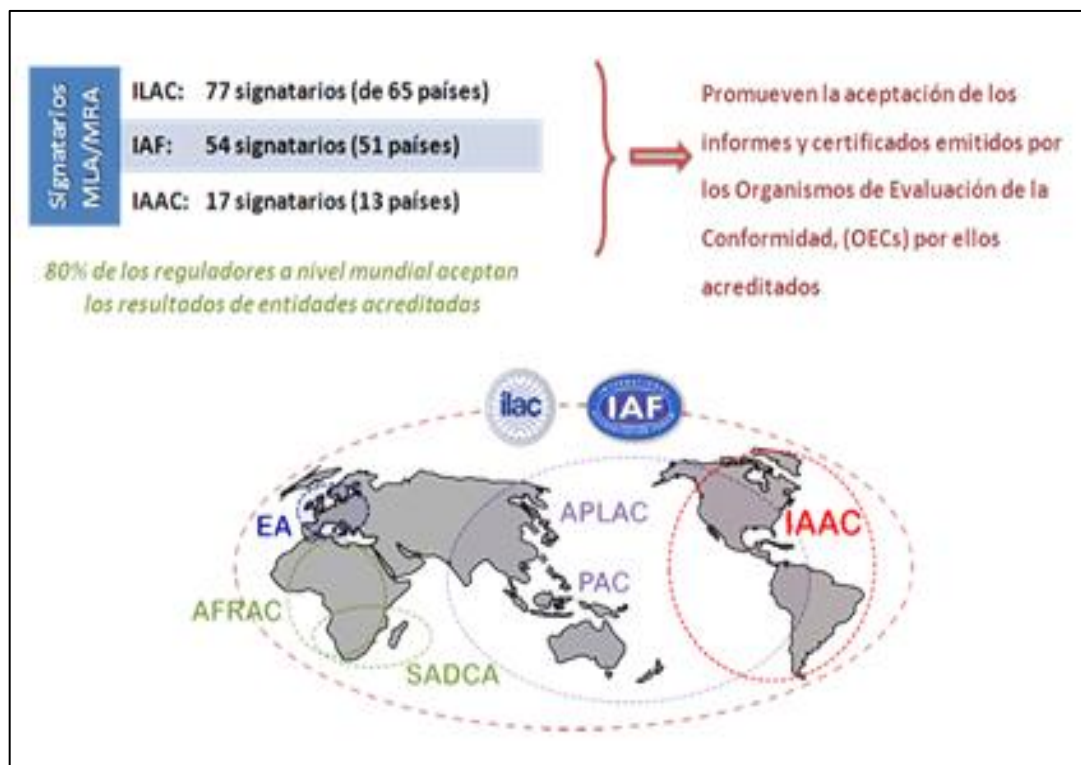 Signatarios
MLA/MRA
ILAC: 77 signatarios (de 65 países)
IAF: 54 signatarios (51 países)
IAAC: 17 signatarios (13 países)
80% de los reguladores a nivel mundial aceptan
los resultados de entidades acreditadas
Promueven la aceptación de los
informes y certificados emitidos por
los Organismos de Evaluación de la
Conformidad, (OECs) por ellos
acreditados
ilac
IAF
EA
APLAC
IAAC
PAC
AFRAC
SADCA